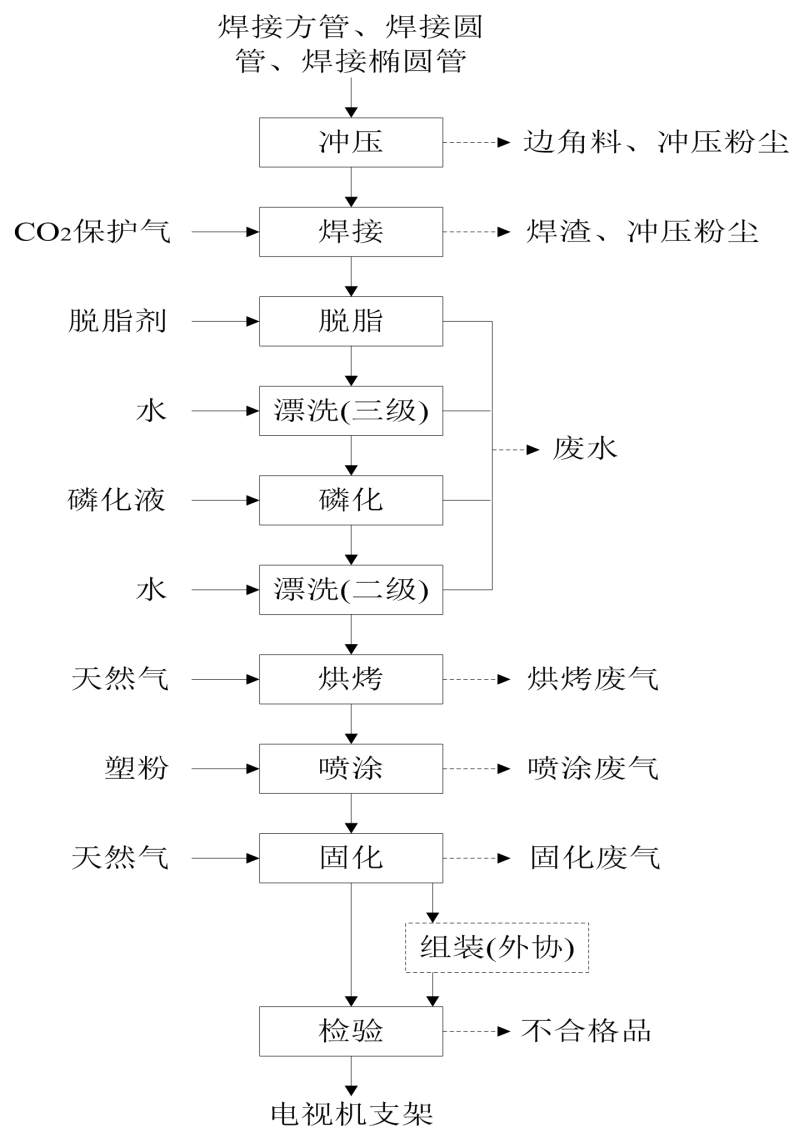 焊接方管、焊接圆
管、焊接椭圆管
冲压
边角料、冲压粉尘
CO₂保护气
焊接
焊渣、冲压粉尘
脱脂剂
脱脂
水
漂洗(三级)
废水
磷化液
磷化
水
漂洗(二级)
天然气
烘烤
烘烤废气
塑粉
喷涂
喷涂废气
天然气
固化
固化废气
组装(外协)
检验
不合格品
电视机支架